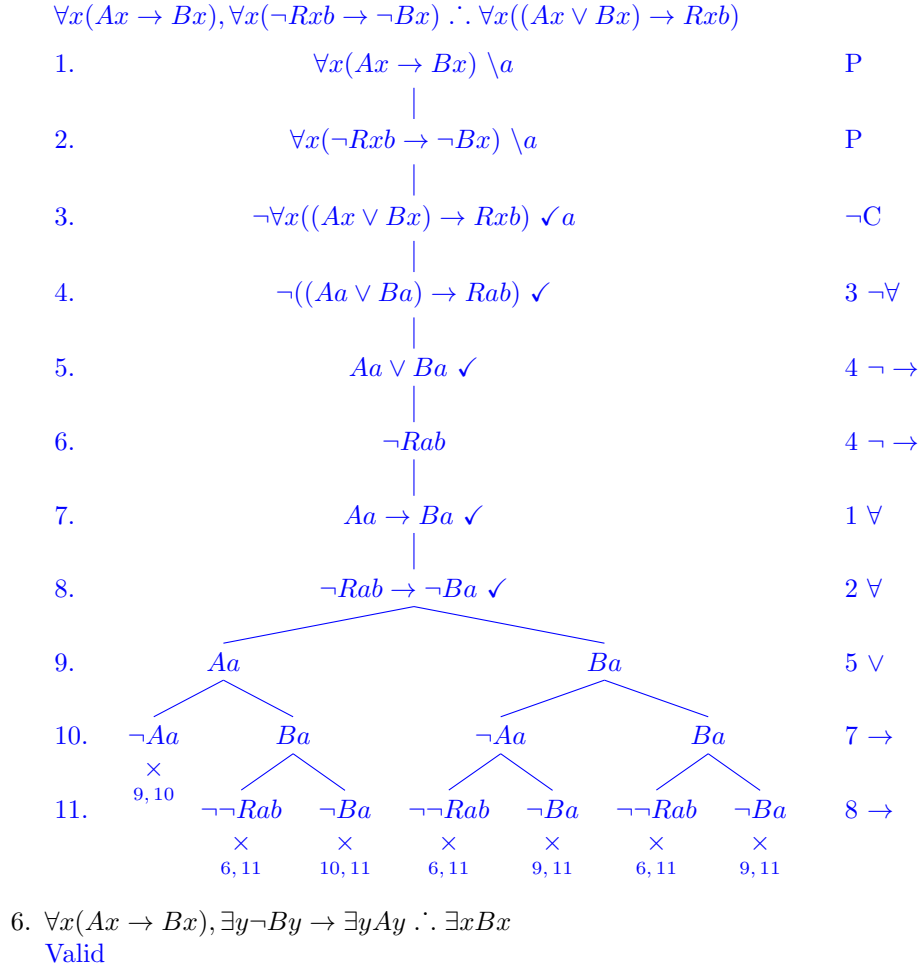 ∀x(Ax → Bx), ∀x(¬Rxb → ¬Bx) ∴ ∀x((Ax ∨ Bx) → Rxb)
1. ∀x(Ax → Bx) \a P
2. ∀x(¬Rxb → ¬Bx) \a P
3. ¬∀x((Ax ∨ Bx) → Rxb) ✓a ¬C
4. ¬((Aa ∨ Ba) → Rab) ✓ 3 ¬∀
5. Aa ∨ Ba ✓ 4 ¬ →
6. ¬Rab 4 ¬ →
7. Aa → Ba ✓ 1 ∀
8. ¬Rab → ¬Ba ✓ 2 ∀
9. Aa Ba 5 ∨
10. ¬Aa Ba ¬Aa Ba 7 →
×
9, 10
11. ¬¬Rab ¬Ba ¬¬Rab ¬Ba ¬¬Rab ¬Ba 8 →
× × × × × ×
6, 11 10, 11 6, 11 9, 11 6, 11 9, 11
6. ∀x(Ax → Bx), ∃y¬By → ∃yAy ∴ ∃xBx
Valid